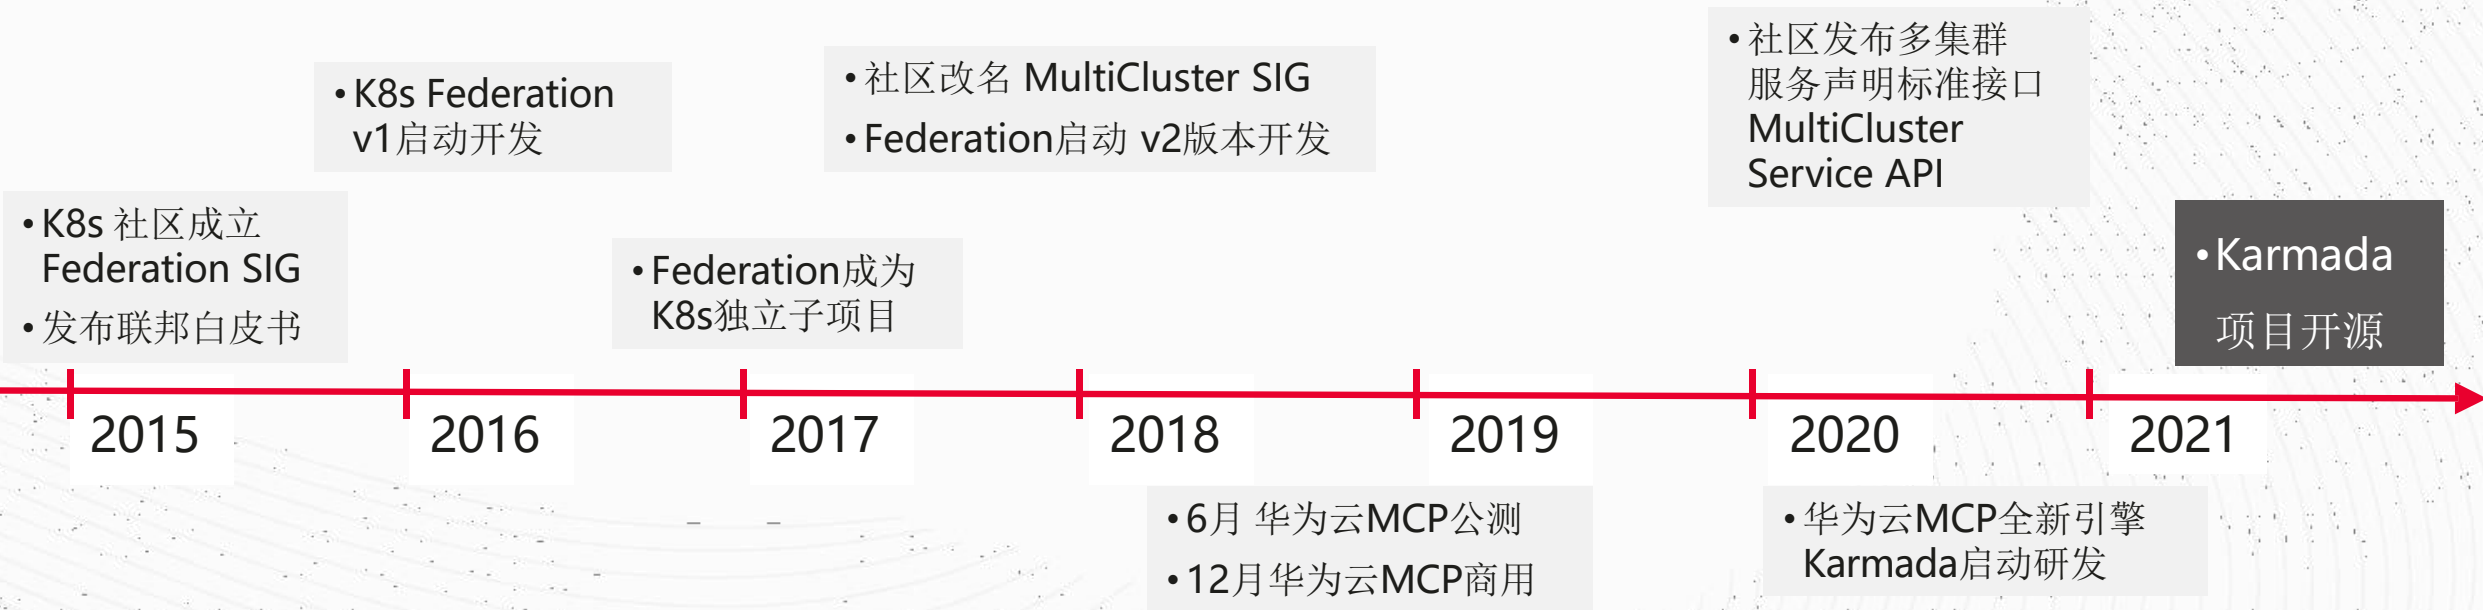 • K8s 社区成立
Federation SIG
• 发布联邦白皮书
• K8s Federation
v1启动开发
• Federation成为
K8s独立子项目
• 社区改名 MultiCluster SIG
• Federation启动 v2版本开发
• 社区发布多集群
服务声明标准接口
MultiCluster
Service API
• Karmada
项目开源
2015
2016
2017
2018
2019
2020
2021
• 6月 华为云MCP公测
• 12月华为云MCP商用
• 华为云MCP全新引擎
Karmada启动研发